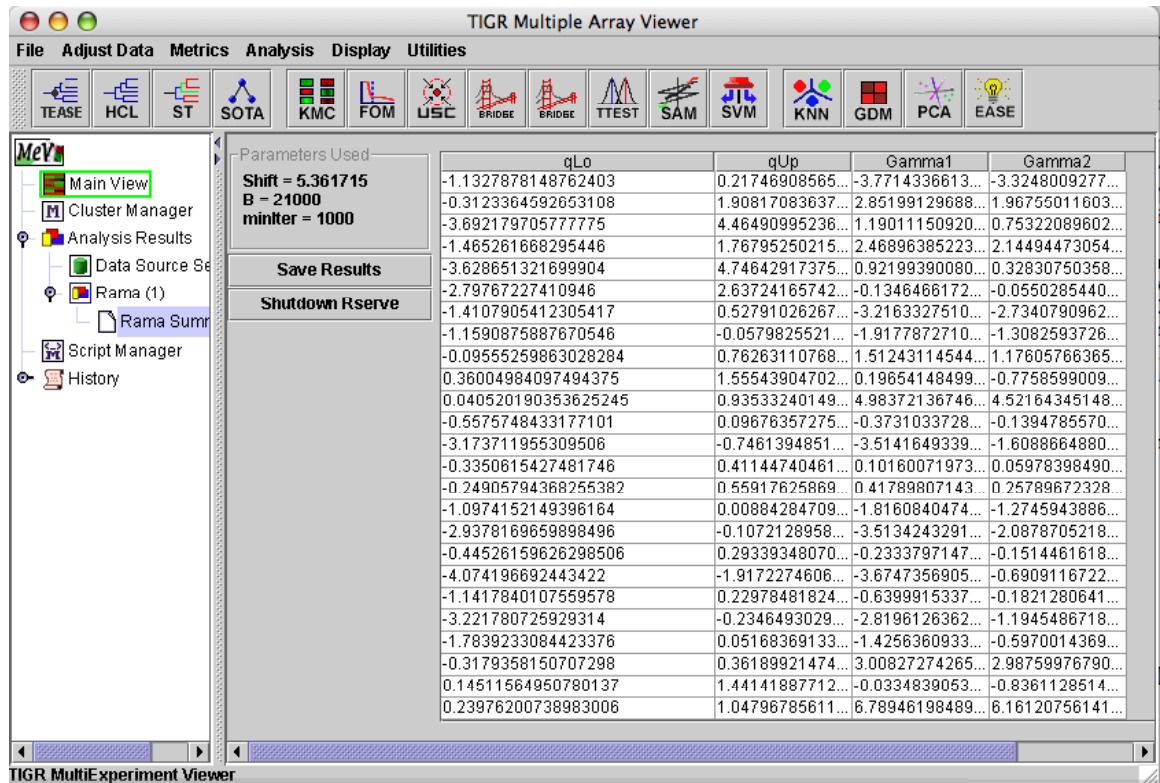 TIGR Multiple Array Viewer
File Adjust Data Metrics Analysis Display Utilities
TEASE HCL ST SOTA KMC FOM USC BRIDGE BRIDGE TTEST SAM SVM KNN GDM PCA EASE
MeV
Main View
M Cluster Manager
Analysis Results
Data Source Se
Rama (1)
Rama Summ
Script Manager
History
Parameters Used
Shift = 5.361715
B = 21000
minIter = 1000
Save Results
Shutdown Rserve
qLo qUp Gamma1 Gamma2
-1.1327878148762403 0.21746908565... -3.7714336613... -3.3248009277...
-0.3123364592653108 1.90817083637... 2.85199129688... 1.96755011603...
-3.6921797057777775 4.46490995236... 1.19011150920... 0.75322089602...
-1.465261668295446 1.76795250215... 2.46896385223... 2.14494473054...
-3.628651321699904 4.74642917375... 0.92199390080... 0.32830750358...
-2.79767227410946 2.63724165742... -0.1346466172... -0.0550285440...
-1.4107905412305417 0.52791026267... -3.2163327510... -2.7340790962...
-1.1590875887670546 -0.0579825521... -1.9177872710... -1.3082593726...
-0.09555259863028284 0.76263110768... 1.51243114544... 1.17605766365...
0.36004984097494375 1.55543904702... 0.19654148499... -0.7758599009...
0.040520190353625245 0.93533240149... 4.98372136746... 4.52164345148...
-0.55757484333177101 0.09676357275... -0.3731033728... -0.1394785570...
-3.173711955309506 -0.7461394851... -3.5141649339... -1.6088664880...
-0.3350615427481746 0.41144740461... 0.10160071973... 0.05978398490...
-0.24905794368255382 0.55917625869... 0.41789807143... 0.25789672328...
-1.0974152149396164 0.00884284709... -1.8160840474... -1.2745943886...
-2.9378169659898496 -0.1072128958... -3.5134243291... -2.0878705218...
-0.44526159626298506 0.29339348070... -0.2333797147... -0.1514461618...
-4.074196692443422 -1.9172274606... -3.6747356905... -0.6909116722...
-1.1417840107559578 0.22978481824... -0.6399915337... -0.1821280641...
-3.2217807259​29314 -0.2346493029... -2.8196126362... -1.1945486718...
-1.7839233084423376 0.05168369133... -1.4256360933... -0.5970014369...
-0.3179358150707298 0.36189921474... 3.00827274265... 2.98759976790...
0.14511564950780137 1.44141887712... -0.0334839053... -0.8361128514...
0.23976200738983006 1.04796785611... 6.78946198489... 6.16120756141...
TIGR MultiExperiment Viewer